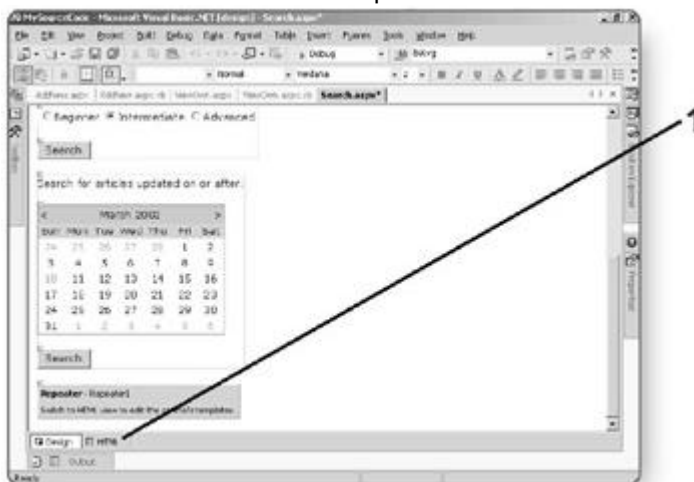 MySourceCode - Microsoft Visual Basic .NET [design] - Search.aspx*
File Edit View Project Build Debug Data Format Table Insert Frames Tools Window Help
Debug
Normal Verdana
Search.aspx*
Beginner Intermediate Advanced
Search
Search for articles updated on or after:
< March 2002 >
Sun Mon Tue Wed Thu Fri Sat
24 25 26 27 28 1 2
3 4 5 6 7 8 9
10 11 12 13 14 15 16
17 18 19 20 21 22 23
24 25 26 27 28 29 30
31 1 2 3 4 5 6
Search
Repeater - Repeater1
Switch to HTML view to edit the control's templates.
Design HTML
Output
Ready
Solution Explorer
Properties
1